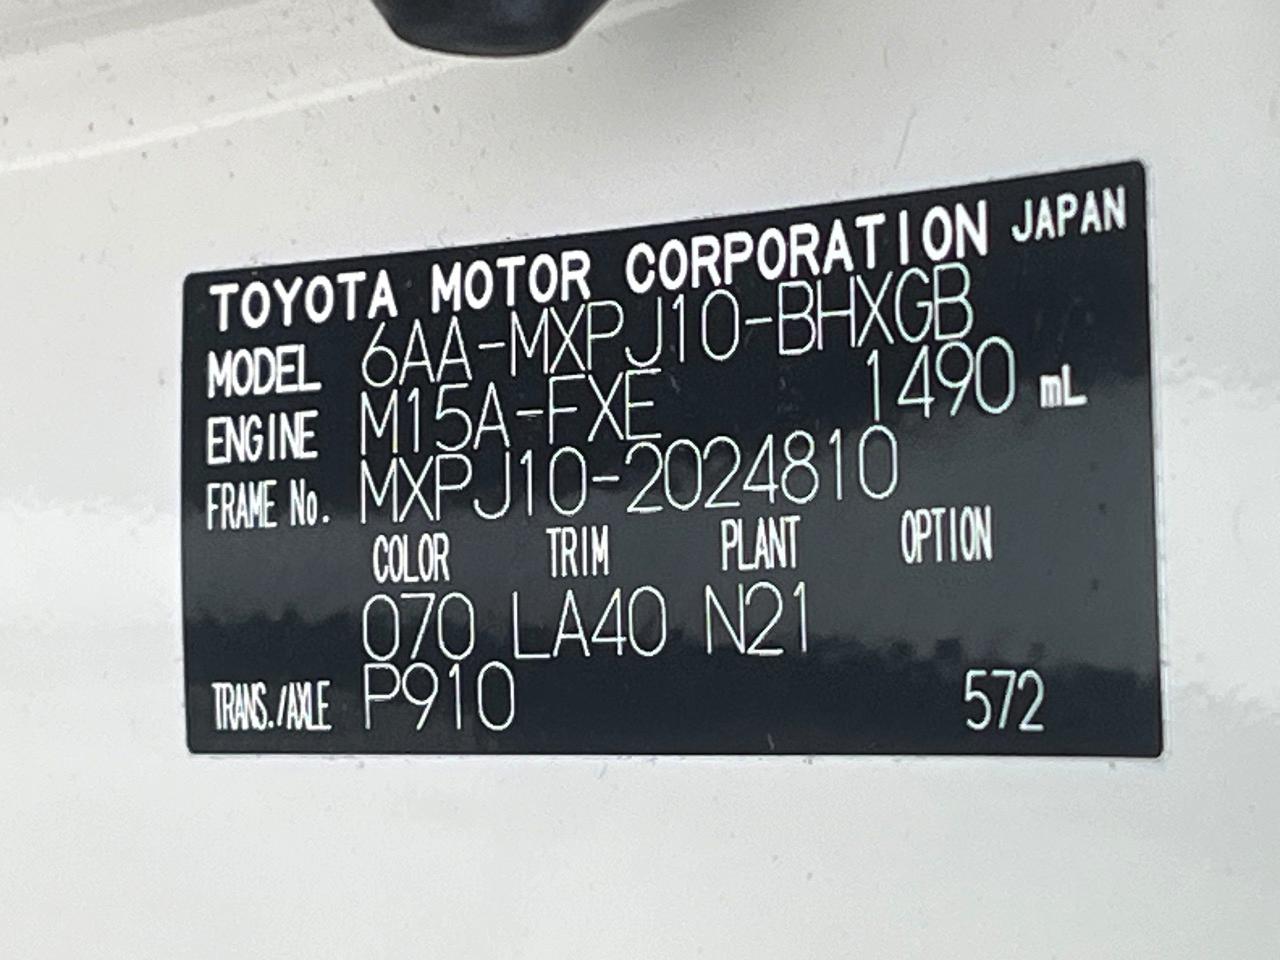 TOYOTA MOTOR CORPORATION JAPAN
MODEL 6AA-MXPJ10-BHXGB
ENGINE M15A-FXE 1490 mL
FRAME No. MXPJ10-2024810
COLOR TRIM PLANT OPTION
070 LA40 N21
TRANS./AXLE P910 572